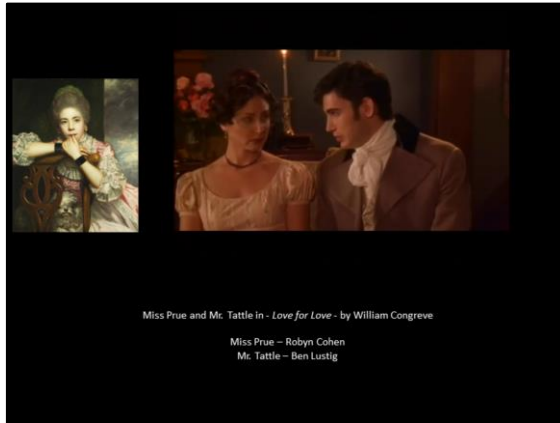 Miss Prue and Mr. Tattle in - Love for Love - by William Congreve
Miss Prue – Robyn Cohen
Mr. Tattle – Ben Lustig